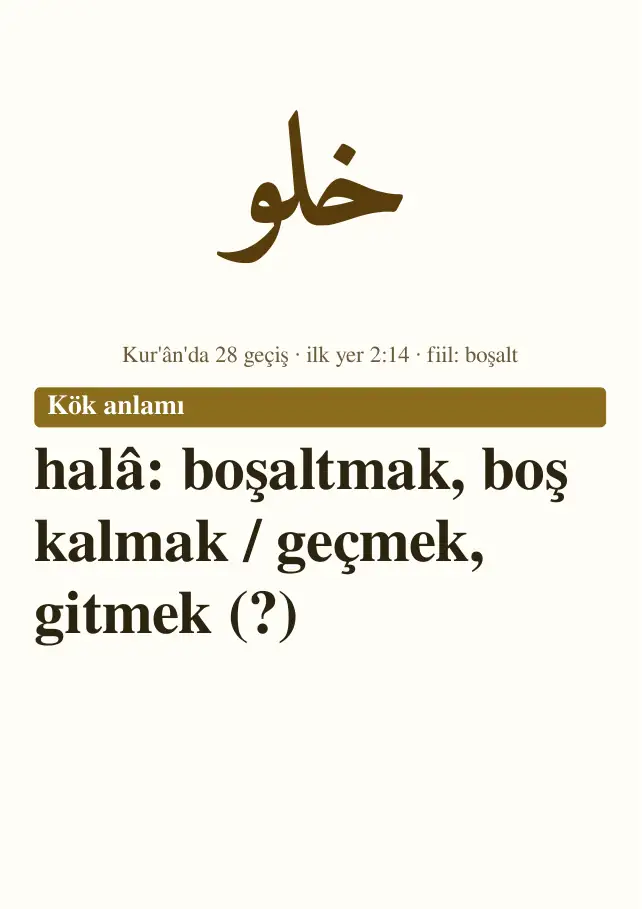 خلو
Kur'ân'da 28 geçiş · ilk yer 2:14 · fiil: boşalt
Kök anlamı
halâ: boşaltmak, boş
kalmak / geçmek,
gitmek (?)